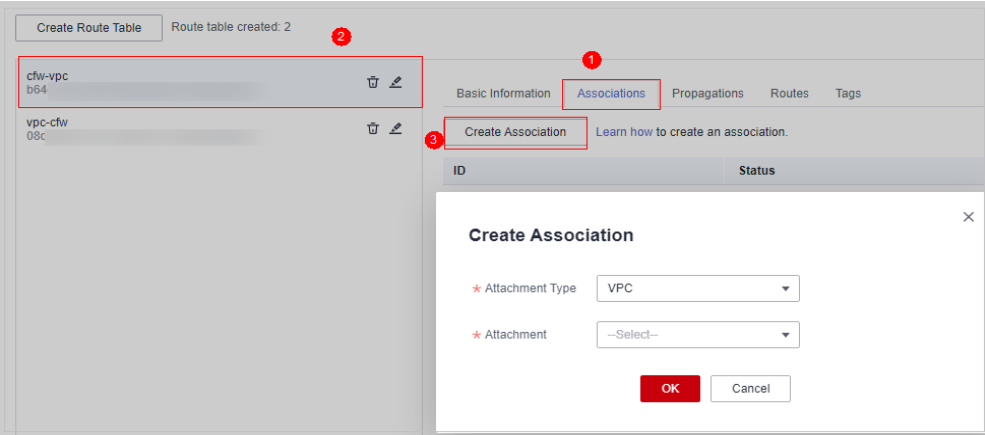 Create Route Table Route table created: 2
2
1
cfw-vpc
b64
Basic Information Associations Propagations Routes Tags
vpc-cfw
08c
3 Create Association Learn how to create an association.
ID Status
Create Association
* Attachment Type VPC
* Attachment --Select--
OK Cancel